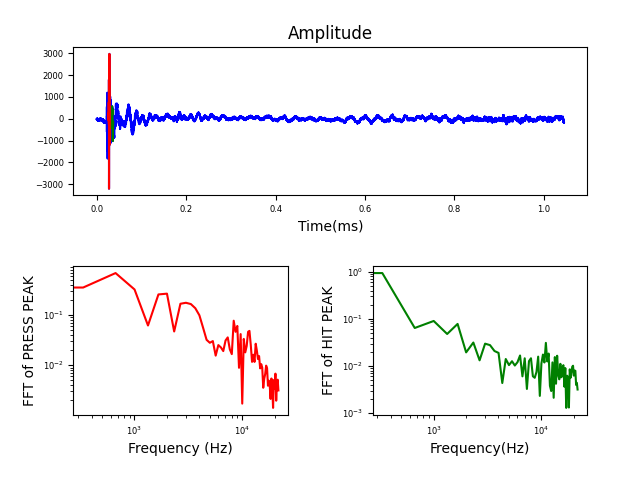 Amplitude
3000
2000
1000
0
−1000
−2000
−3000
0.0 0.2 0.4 0.6 0.8 1.0
Time(ms)
FFT of PRESS PEAK
10⁻¹
10⁻²
10³ 10⁴
Frequency (Hz)
FFT of HIT PEAK
10⁰
10⁻¹
10⁻²
10⁻³
10³ 10⁴
Frequency(Hz)